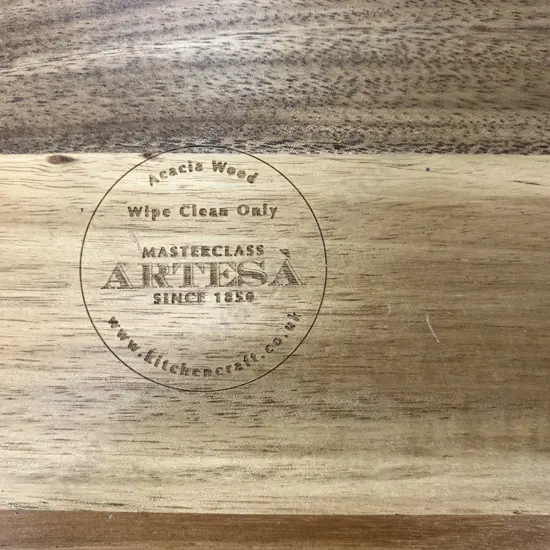 Acacia Wood
Wipe Clean Only
MASTERCLASS
ARTESÀ
SINCE 1850
www.kitchencraft.co.uk